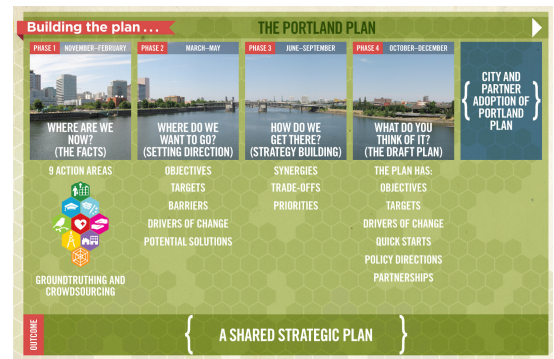 Building the plan...
THE PORTLAND PLAN
PHASE 1 NOVEMBER–FEBRUARY
PHASE 2 MARCH–MAY
PHASE 3 JUNE–SEPTEMBER
PHASE 4 OCTOBER–DECEMBER
WHERE ARE WE
NOW?
(THE FACTS)
WHERE DO WE
WANT TO GO?
(SETTING DIRECTION)
HOW DO WE
GET THERE?
(STRATEGY BUILDING)
WHAT DO YOU
THINK OF IT?
(THE DRAFT PLAN)
{ CITY AND
PARTNER
ADOPTION OF
PORTLAND
PLAN }
9 ACTION AREAS
GROUNDTRUTHING AND
CROWDSOURCING
OBJECTIVES
TARGETS
BARRIERS
DRIVERS OF CHANGE
POTENTIAL SOLUTIONS
SYNERGIES
TRADE-OFFS
PRIORITIES
THE PLAN HAS:
OBJECTIVES
TARGETS
DRIVERS OF CHANGE
QUICK STARTS
POLICY DIRECTIONS
PARTNERSHIPS
OUTCOME
{ A SHARED STRATEGIC PLAN }